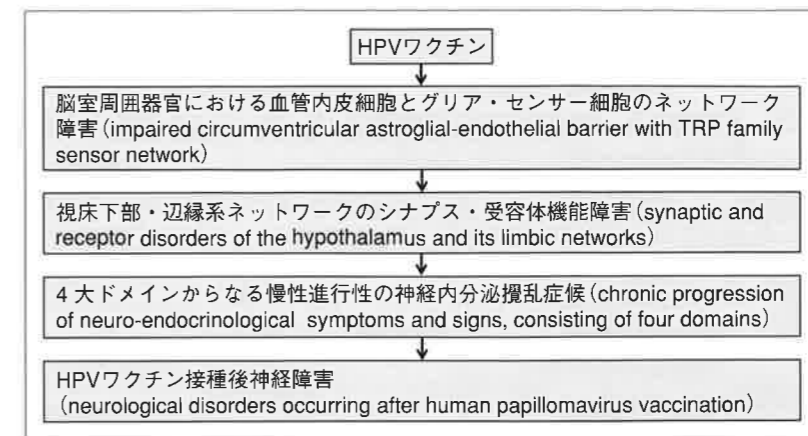 HPVワクチン
脳室周囲器官における血管内皮細胞とグリア・センサー細胞のネットワーク
障害(impaired circumventricular astroglial-endothelial barrier with TRP family
sensor network)
視床下部・辺縁系ネットワークのシナプス・受容体機能障害(synaptic and
receptor disorders of the hypothalamus and its limbic networks)
4大ドメインからなる慢性進行性の神経内分泌攪乱症候(chronic progression
of neuro-endocrinological symptoms and signs, consisting of four domains)
HPVワクチン接種後神経障害
(neurological disorders occurring after human papillomavirus vaccination)